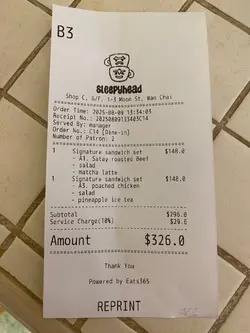 B3
sleepyhead
Shop C, G/F, 1-3 Moon St, Wan Chai
Order Time: 2025-08-09 13:34:03
Receipt No.: 20250809133403C14
Served By: manager
Order No.: C14 [Dine-in]
Number of Patron: 2
1 Signature sandwich set $148.0
- A1. Satay roasted Beef
- salad
- matcha latte
1 Signature sandwich set $148.0
- A3. poached chicken
- salad
- pineapple ice tea
Subtotal $296.0
Service Charge(10%) $29.6
Amount $326.0
Thank You
Powered by Eats365
REPRINT